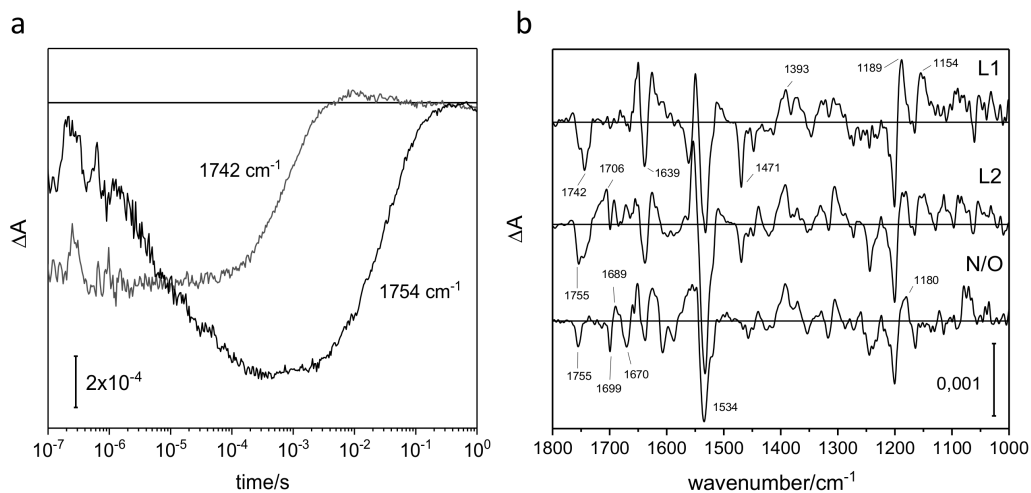 a
ΔA
1742 cm-1
1754 cm-1
2x10-4
10-7
10-6
10-5
10-4
10-3
10-2
10-1
100
time/s
b
ΔA
L1
1393
1189
1154
1742
1706
1639
1471
L2
1755
1689
N/O
1180
1755
1699
1670
1534
0,001
1800
1700
1600
1500
1400
1300
1200
1100
1000
wavenumber/cm-1